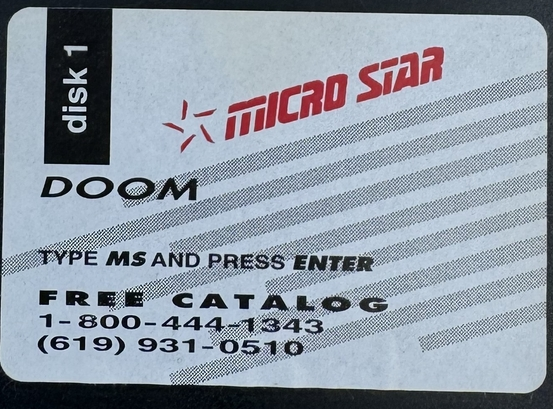 disk 1
MICRO STAR
DOOM
TYPE MS AND PRESS ENTER
FREE CATALOG
1-800-444-1343
(619) 931-0510